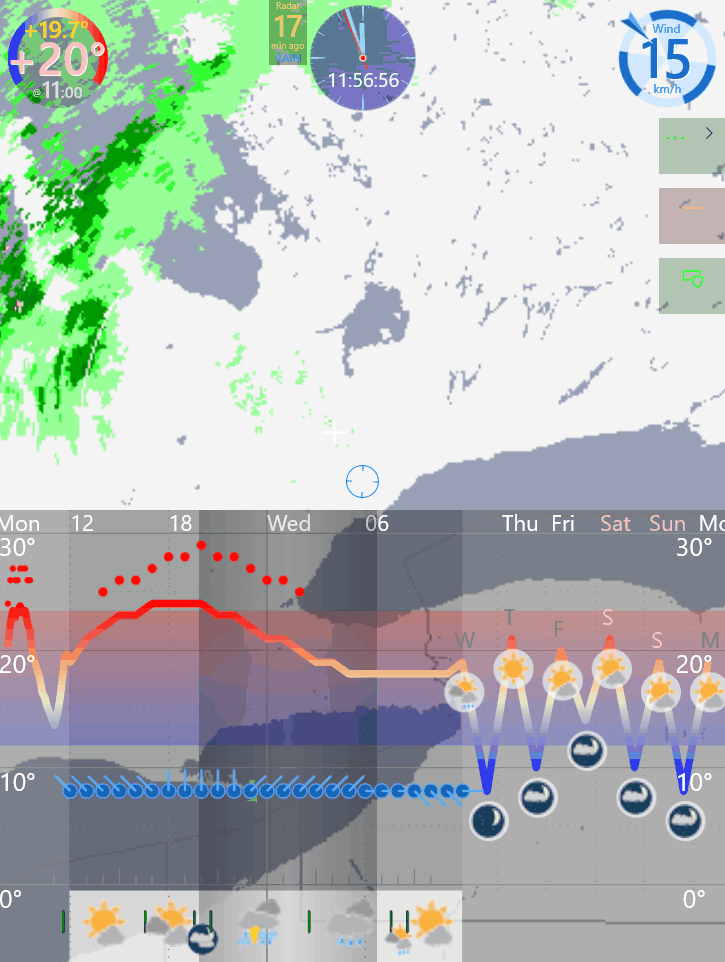 +19.7°
+20°
@11:00
Radar
17
min ago
RAIN
11:56:56
Wind
15
km/h
Mon 12 18 Wed 06 Thu Fri Sat Sun Mo
30° 30°
T
S
F
W
S
M
20° 20°
10° 10°
0° 0°